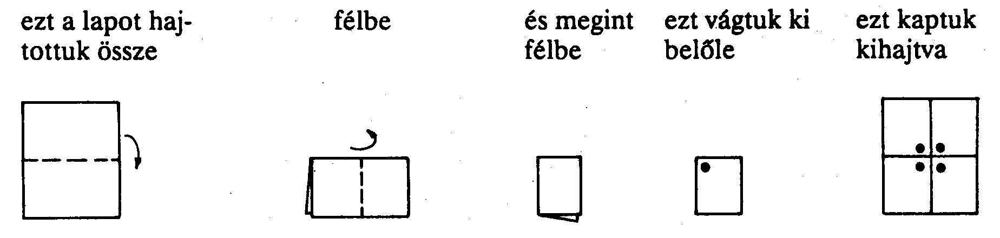 ezt a lapot haj-
tottuk össze
félbe
és megint
félbe
ezt vágtuk ki
belőle
ezt kaptuk
kihajtva